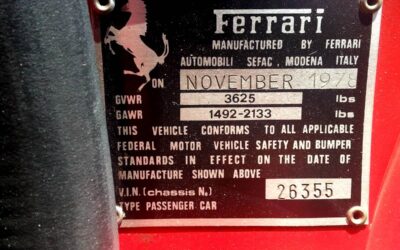 Ferrari
MANUFACTURED BY FERRARI
AUTOMOBILI SEFAC, MODENA ITALY
ON NOVEMBER 1978
GVWR 3625 lbs
GAWR 1492-2133 lbs
THIS VEHICLE CONFORMS TO ALL APPLICABLE
FEDERAL MOTOR VEHICLE SAFETY AND BUMPER
STANDARDS IN EFFECT ON THE DATE OF
MANUFACTURE SHOWN ABOVE
V.I.N. (chassis No.) 26355
TYPE PASSENGER CAR